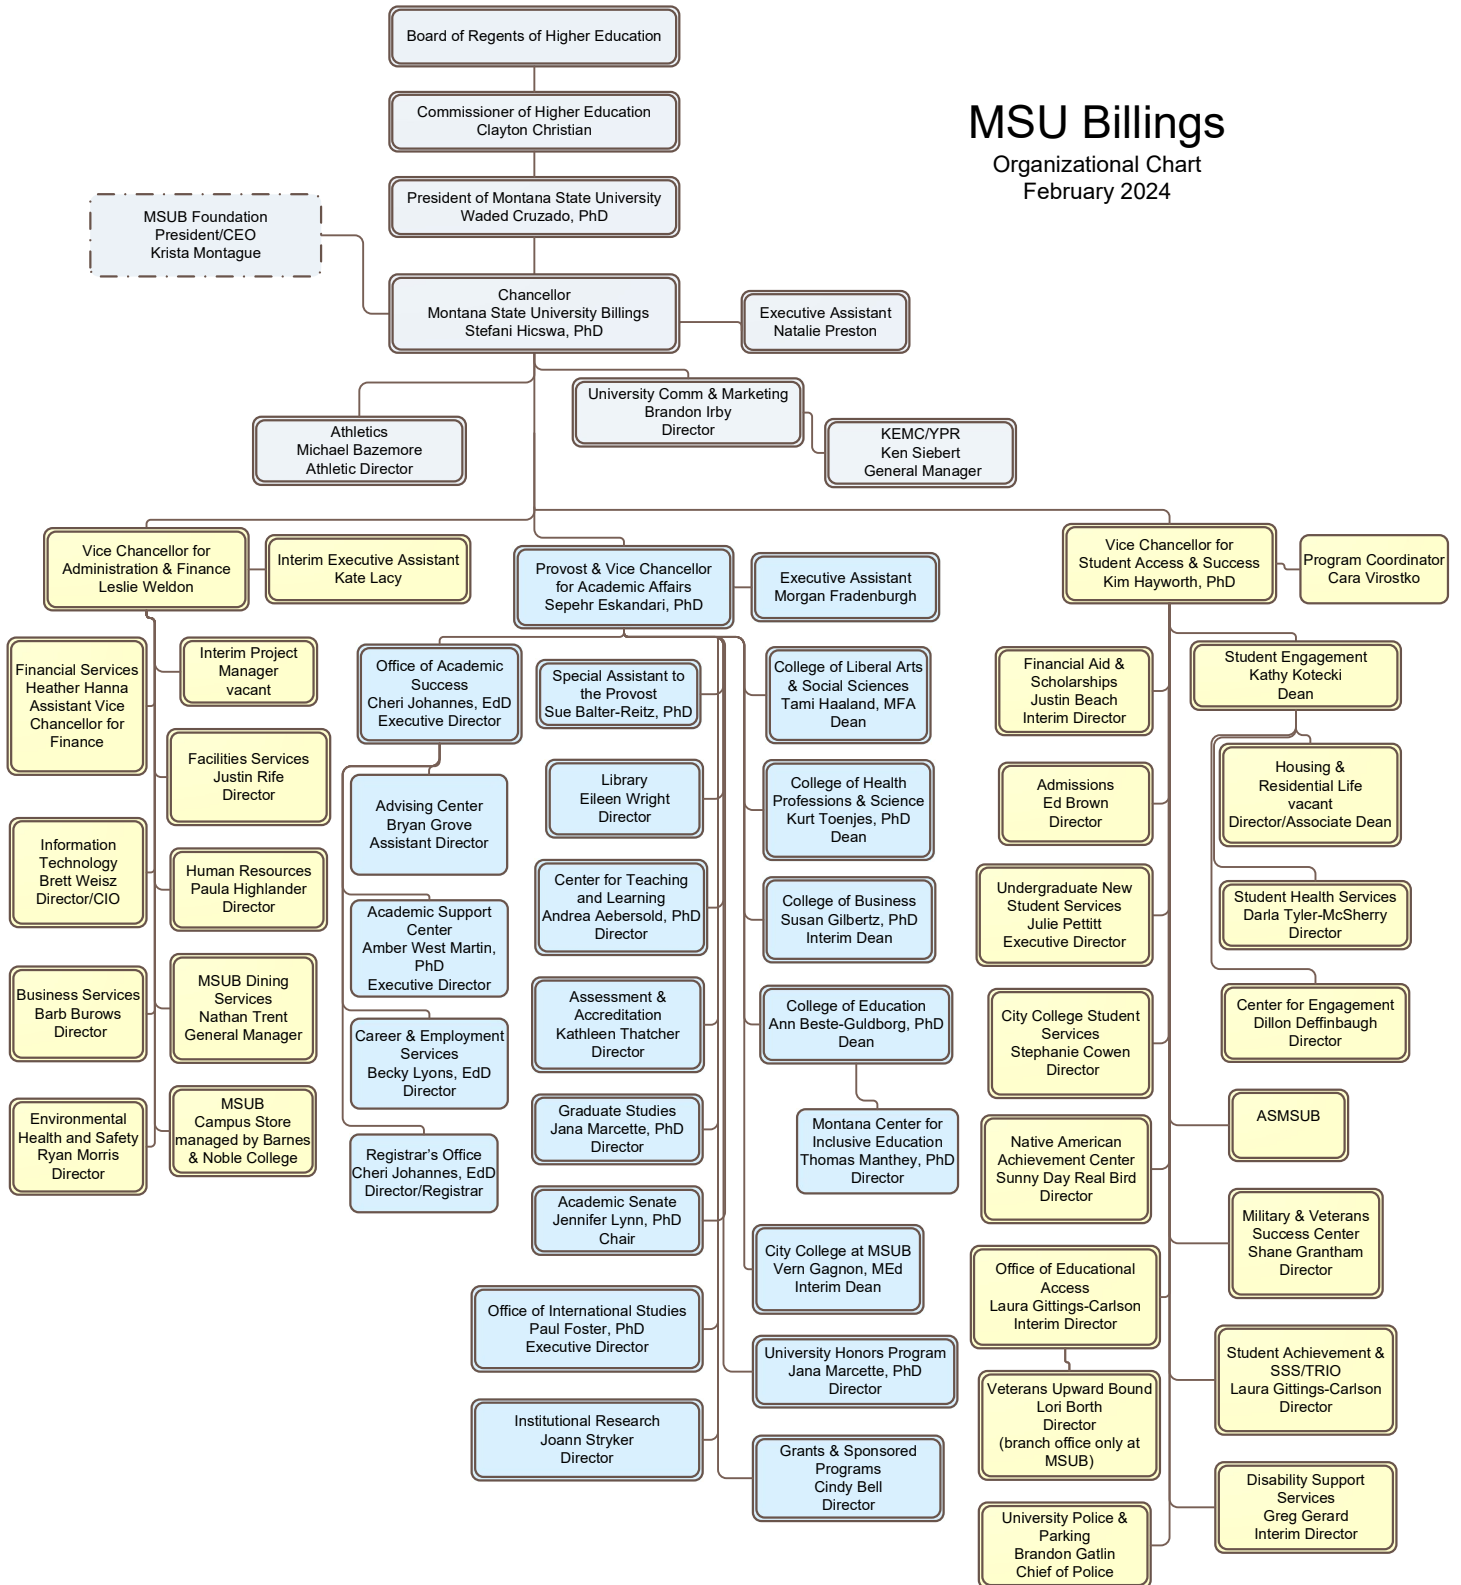 Board of Regents of Higher Education
Commissioner of Higher Education
Clayton Christian
MSU Billings
Organizational Chart
February 2024
President of Montana State University
Waded Cruzado, PhD
MSUB Foundation
President/CEO
Krista Montague
Chancellor
Montana State University Billings
Stefani Hicswa, PhD
Executive Assistant
Natalie Preston
University Comm & Marketing
Brandon Irby
Director
Athletics
Michael Bazemore
Athletic Director
KEMC/YPR
Ken Siebert
General Manager
Vice Chancellor for
Administration & Finance
Leslie Weldon
Interim Executive Assistant
Kate Lacy
Provost & Vice Chancellor
for Academic Affairs
Sepehr Eskandari, PhD
Executive Assistant
Morgan Fradenburgh
Vice Chancellor for
Student Access & Success
Kim Hayworth, PhD
Program Coordinator
Cara Virostko
Financial Services
Heather Hanna
Assistant Vice
Chancellor for
Finance
Interim Project
Manager
vacant
Facilities Services
Justin Rife
Director
Information
Technology
Brett Weisz
Director/CIO
Human Resources
Paula Highlander
Director
Business Services
Barb Burows
Director
MSUB Dining
Services
Nathan Trent
General Manager
Environmental
Health and Safety
Ryan Morris
Director
MSUB
Campus Store
managed by Barnes
& Noble College
Office of Academic
Success
Cheri Johannes, EdD
Executive Director
Advising Center
Bryan Grove
Assistant Director
Academic Support
Center
Amber West Martin,
PhD
Executive Director
Career & Employment
Services
Becky Lyons, EdD
Director
Registrar's Office
Cheri Johannes, EdD
Director/Registrar
Special Assistant to
the Provost
Sue Balter-Reitz, PhD
Library
Eileen Wright
Director
Center for Teaching
and Learning
Andrea Aebersold, PhD
Director
Assessment &
Accreditation
Kathleen Thatcher
Director
Graduate Studies
Jana Marcette, PhD
Director
Academic Senate
Jennifer Lynn, PhD
Chair
Office of International Studies
Paul Foster, PhD
Executive Director
Institutional Research
Joann Stryker
Director
College of Liberal Arts
& Social Sciences
Tami Haaland, MFA
Dean
College of Health
Professions & Science
Kurt Toenjes, PhD
Dean
College of Business
Susan Gilbertz, PhD
Interim Dean
College of Education
Ann Beste-Guldborg, PhD
Dean
Montana Center for
Inclusive Education
Thomas Manthey, PhD
Director
City College at MSUB
Vern Gagnon, MEd
Interim Dean
University Honors Program
Jana Marcette, PhD
Director
Grants & Sponsored
Programs
Cindy Bell
Director
Financial Aid &
Scholarships
Justin Beach
Interim Director
Admissions
Ed Brown
Director
Undergraduate New
Student Services
Julie Pettitt
Executive Director
City College Student
Services
Stephanie Cowen
Director
Native American
Achievement Center
Sunny Day Real Bird
Director
Office of Educational
Access
Laura Gittings-Carlson
Interim Director
Veterans Upward Bound
Lori Borth
Director
(branch office only at
MSUB)
University Police &
Parking
Brandon Gatlin
Chief of Police
Student Engagement
Kathy Kotecki
Dean
Housing &
Residential Life
vacant
Director/Associate Dean
Student Health Services
Darla Tyler-McSherry
Director
Center for Engagement
Dillon Deffinbaugh
Director
ASMSUB
Military & Veterans
Success Center
Shane Grantham
Director
Student Achievement &
SSS/TRIO
Laura Gittings-Carlson
Director
Disability Support
Services
Greg Gerard
Interim Director